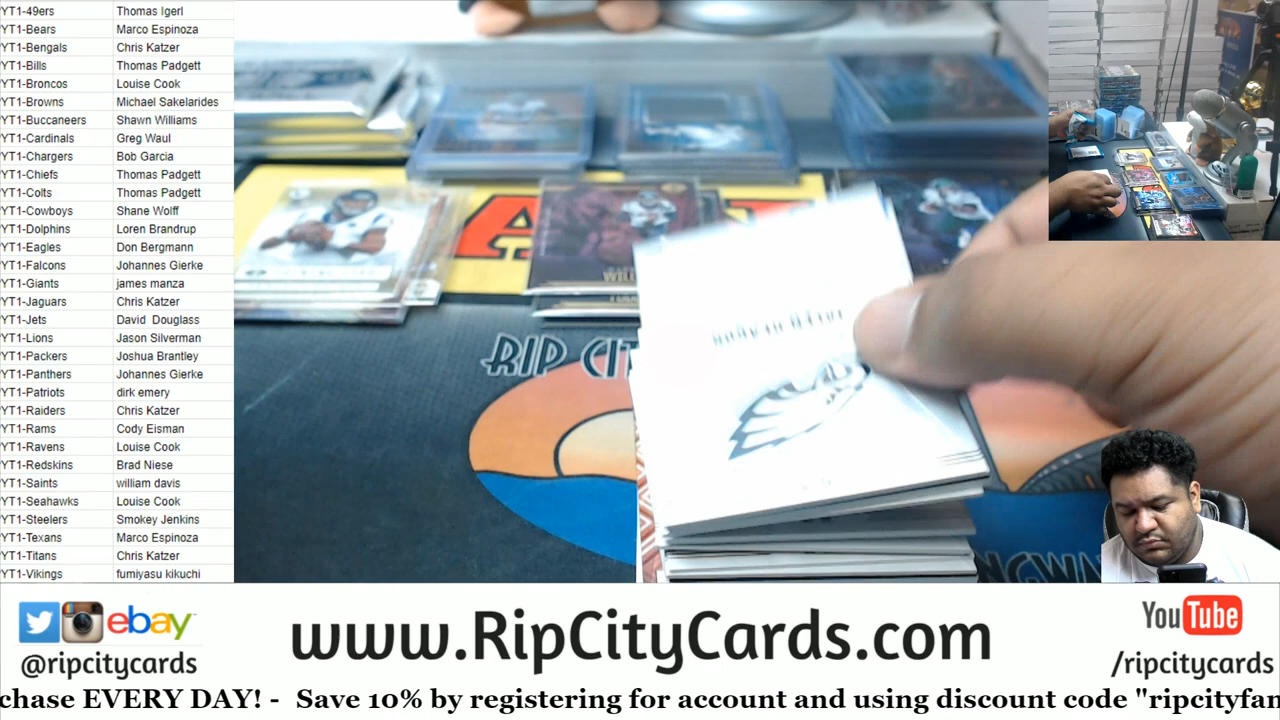 YT1-49ers Thomas Igerl
YT1-Bears Marco Espinoza
YT1-Bengals Chris Katzer
YT1-Bills Thomas Padgett
YT1-Broncos Louise Cook
YT1-Browns Michael Sakelarides
YT1-Buccaneers Shawn Williams
YT1-Cardinals Greg Waul
YT1-Chargers Bob Garcia
YT1-Chiefs Thomas Padgett
YT1-Colts Thomas Padgett
YT1-Cowboys Shane Wolff
YT1-Dolphins Loren Brandrup
YT1-Eagles Don Bergmann
YT1-Falcons Johannes Gierke
YT1-Giants james manza
YT1-Jaguars Chris Katzer
YT1-Jets David Douglass
YT1-Lions Jason Silverman
YT1-Packers Joshua Brantley
YT1-Panthers Johannes Gierke
YT1-Patriots dirk emery
YT1-Raiders Chris Katzer
YT1-Rams Cody Eisman
YT1-Ravens Louise Cook
YT1-Redskins Brad Niese
YT1-Saints william davis
YT1-Seahawks Louise Cook
YT1-Steelers Smokey Jenkins
YT1-Texans Marco Espinoza
YT1-Titans Chris Katzer
YT1-Vikings fumiyasu kikuchi
RIP CIT
ebay
@ripcitycards
www.RipCityCards.com
YouTube
/ripcitycards
chase EVERY DAY! - Save 10% by registering for account and using discount code "ripcityfan